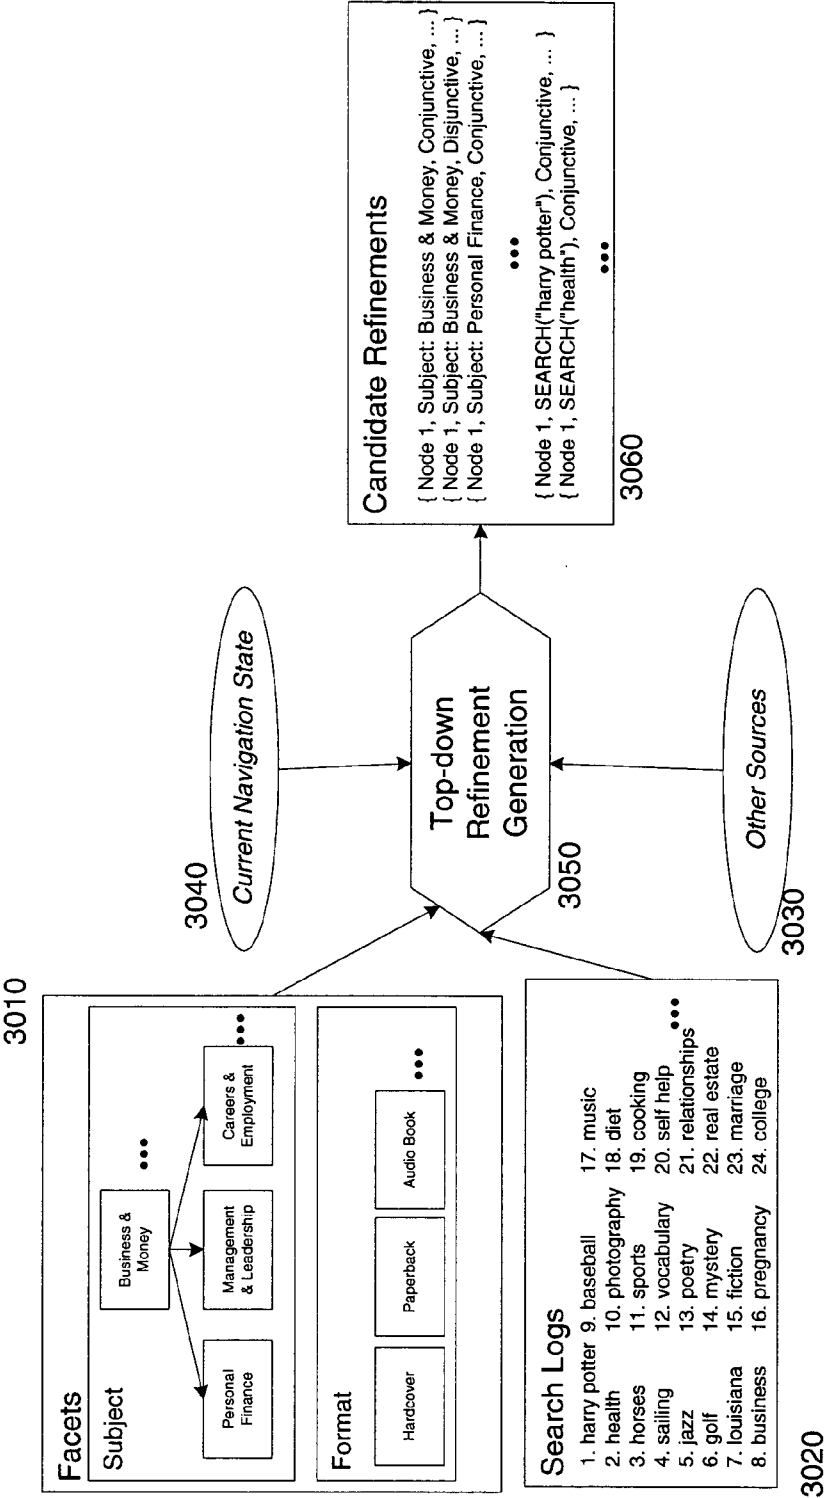 3010
Facets
Subject
Business &
Money
•••
Personal
Finance
Management
& Leadership
Careers &
Employment
•••
Format
Hardcover
Paperback
Audio Book
•••
Search Logs
1. harry potter 9. baseball 17. music
2. health 10. photography 18. diet
3. horses 11. sports 19. cooking
4. sailing 12. vocabulary 20. self help
5. jazz 13. poetry 21. relationships
6. golf 14. mystery 22. real estate
7. louisiana 15. fiction 23. marriage
8. business 16. pregnancy 24. college
•••
3020
3040
Current Navigation State
Top-down
Refinement
Generation
3050
Other Sources
3030
Candidate Refinements
{ Node 1, Subject: Business & Money, Conjunctive, ... }
{ Node 1, Subject: Business & Money, Disjunctive, ... }
{ Node 1, Subject: Personal Finance, Conjunctive, ... }
•••
{ Node 1, SEARCH("harry potter"), Conjunctive, ... }
{ Node 1, SEARCH("health"), Conjunctive, ... }
•••
3060